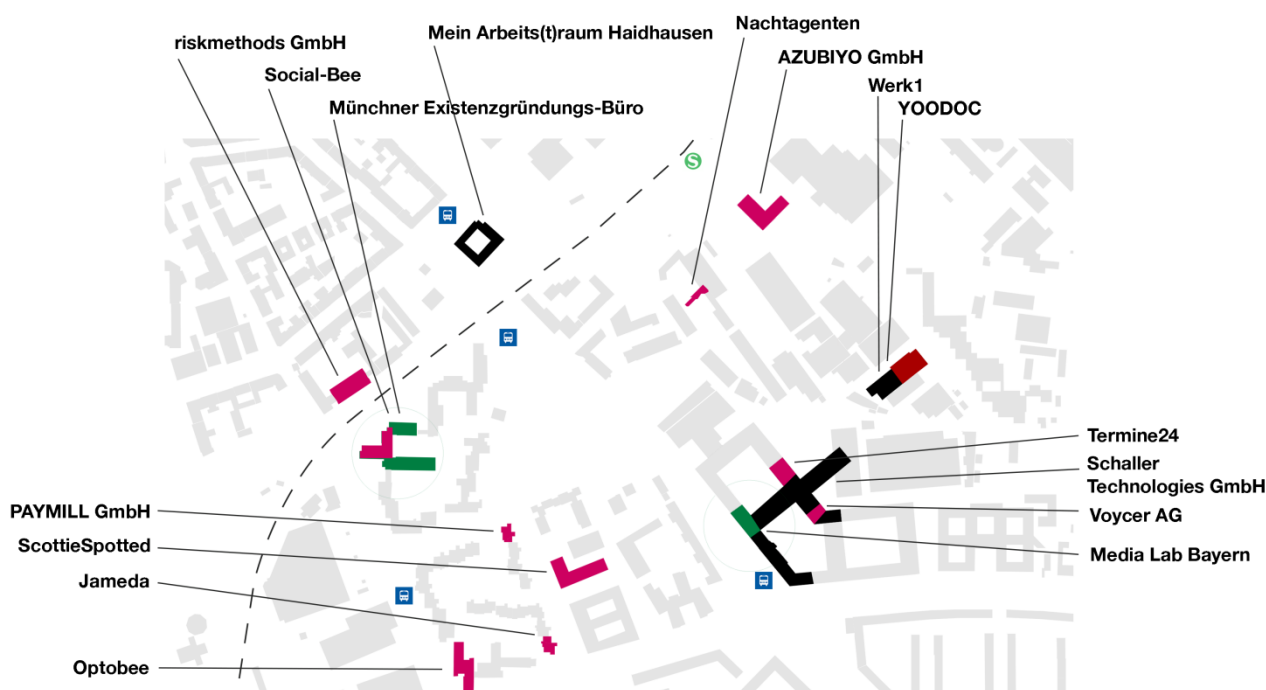 Nachtagenten
Mein Arbeits(t)raum Haidhausen
riskmethods GmbH
AZUBIYO GmbH
Social-Bee
Werk1
Münchner Existenzgründungs-Büro
YOODOC
S
Termine24
Schaller
Technologies GmbH
PAYMILL GmbH
Voycer AG
ScottieSpotted
Media Lab Bayern
Jameda
Optobee